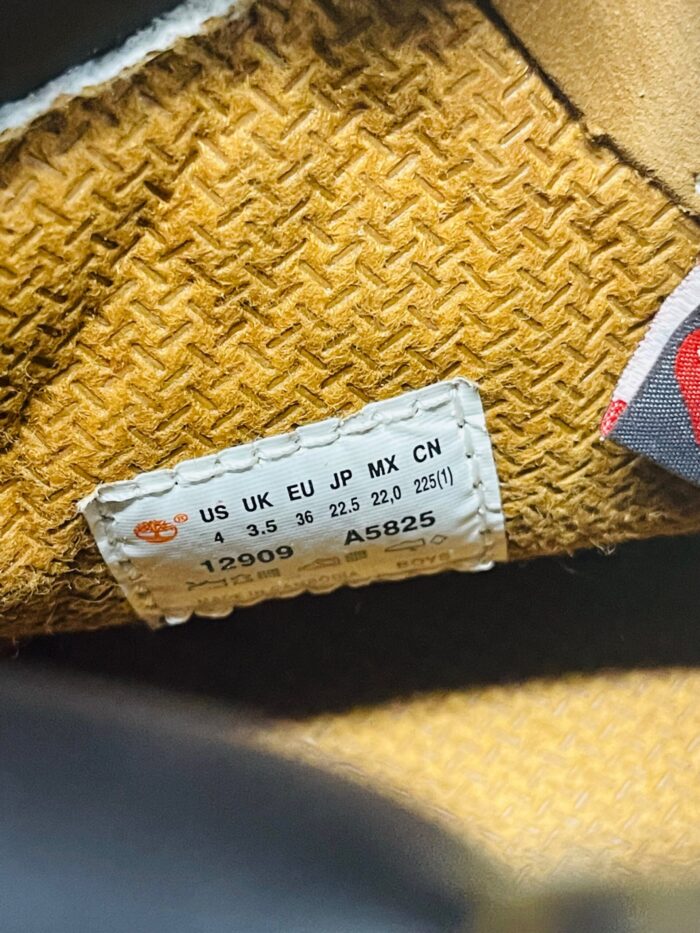 US UK EU JP MX CN
4 3.5 36 22.5 22,0 225(1)
12909 A5825
BOYS